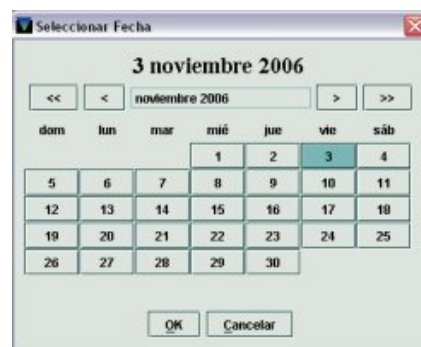 Seleccionar Fecha
3 noviembre 2006
<< < noviembre 2006 > >>
dom lun mar mié jue vie sáb
1 2 3 4
5 6 7 8 9 10 11
12 13 14 15 16 17 18
19 20 21 22 23 24 25
26 27 28 29 30
OK Cancelar